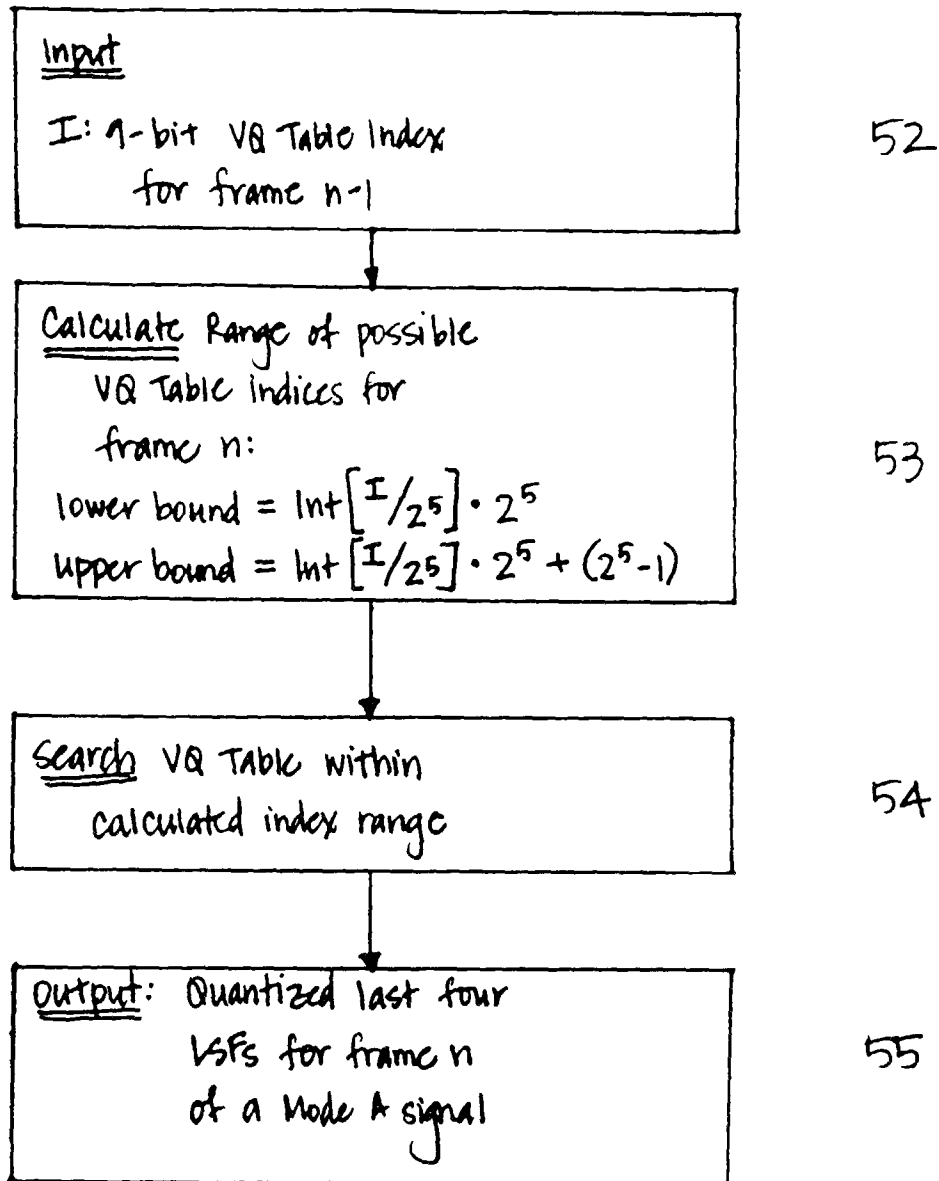 Input
52
I: 9-bit VQ Table Index
for frame n-1
Calculate Range of possible
VQ Table indices for
frame n:
53
lower bound = Int[I/2⁵] · 2⁵
upper bound = Int[I/2⁵] · 2⁵ + (2⁵-1)
Search VQ Table within
calculated index range
54
Output: Quantized last four
LSFs for frame n
55
of a Mode A signal